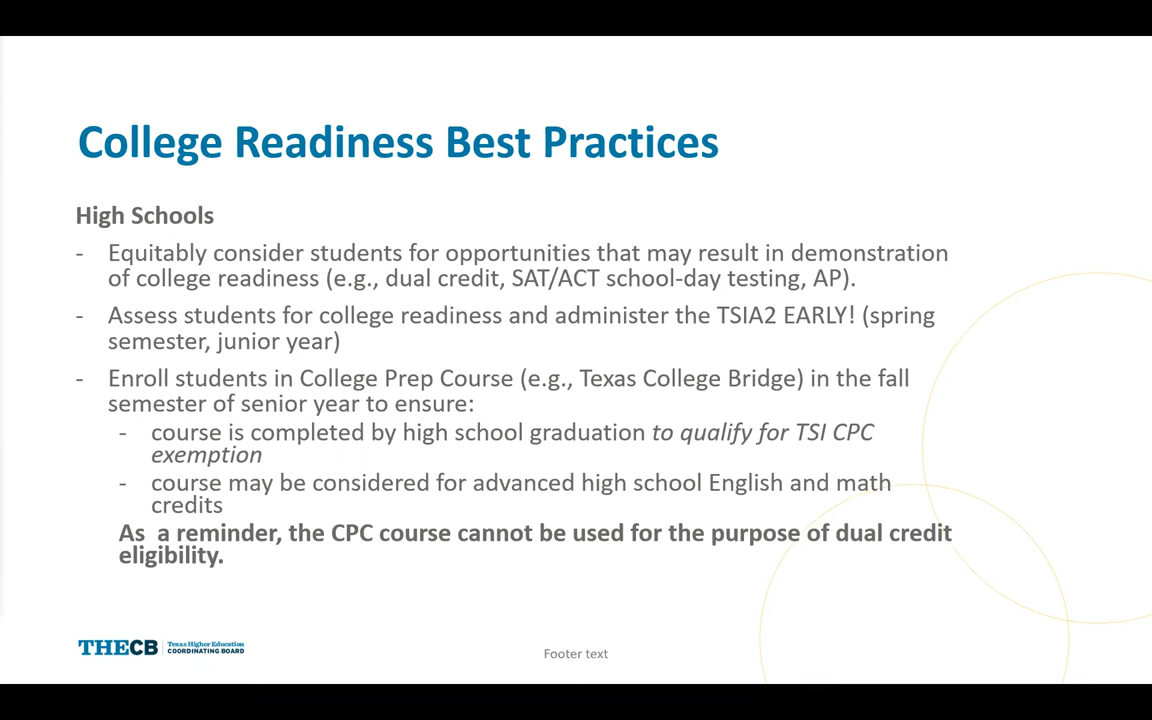 College Readiness Best Practices
High Schools
- Equitably consider students for opportunities that may result in demonstration
of college readiness (e.g., dual credit, SAT/ACT school-day testing, AP).
- Assess students for college readiness and administer the TSIA2 EARLY! (spring
semester, junior year)
- Enroll students in College Prep Course (e.g., Texas College Bridge) in the fall
semester of senior year to ensure:
- course is completed by high school graduation to qualify for TSI CPC
exemption
- course may be considered for advanced high school English and math
credits
As a reminder, the CPC course cannot be used for the purpose of dual credit
eligibility.
THECB Texas Higher Education
COORDINATING BOARD
Footer text